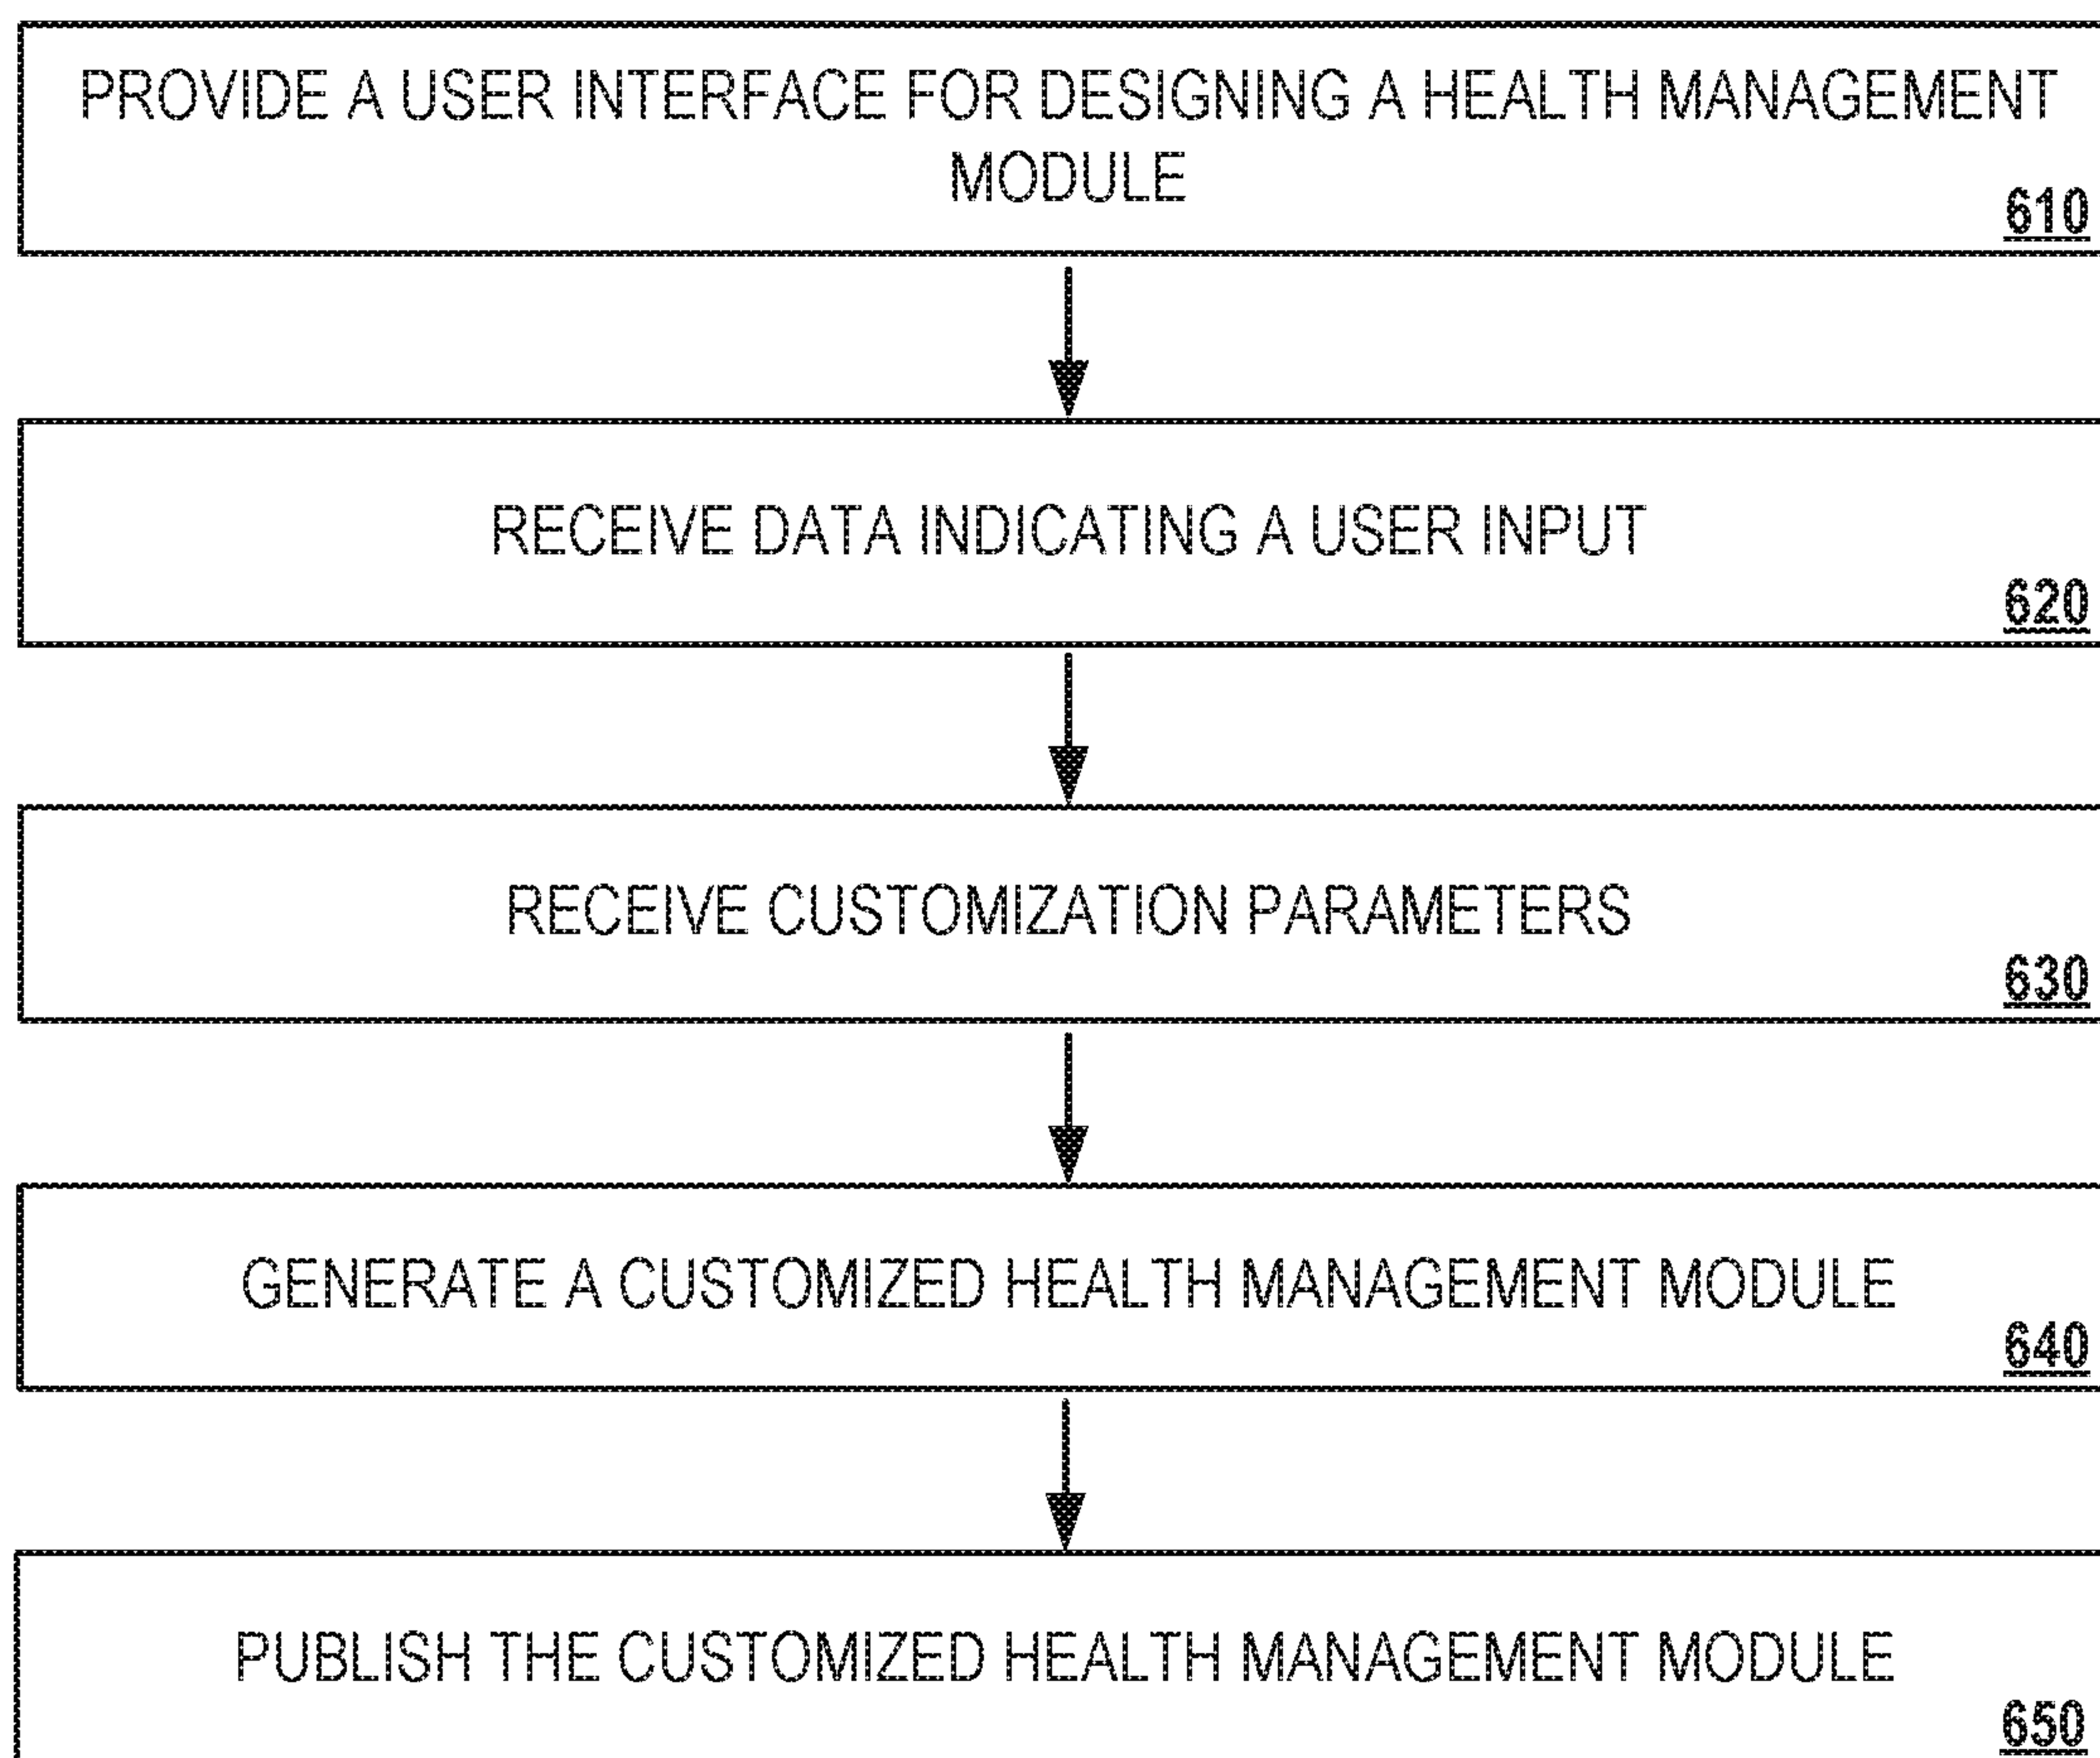 PROVIDE A USER INTERFACE FOR DESIGNING A HEALTH MANAGEMENT
MODULE
610
RECEIVE DATA INDICATING A USER INPUT
620
RECEIVE CUSTOMIZATION PARAMETERS
630
GENERATE A CUSTOMIZED HEALTH MANAGEMENT MODULE
640
PUBLISH THE CUSTOMIZED HEALTH MANAGEMENT MODULE
650